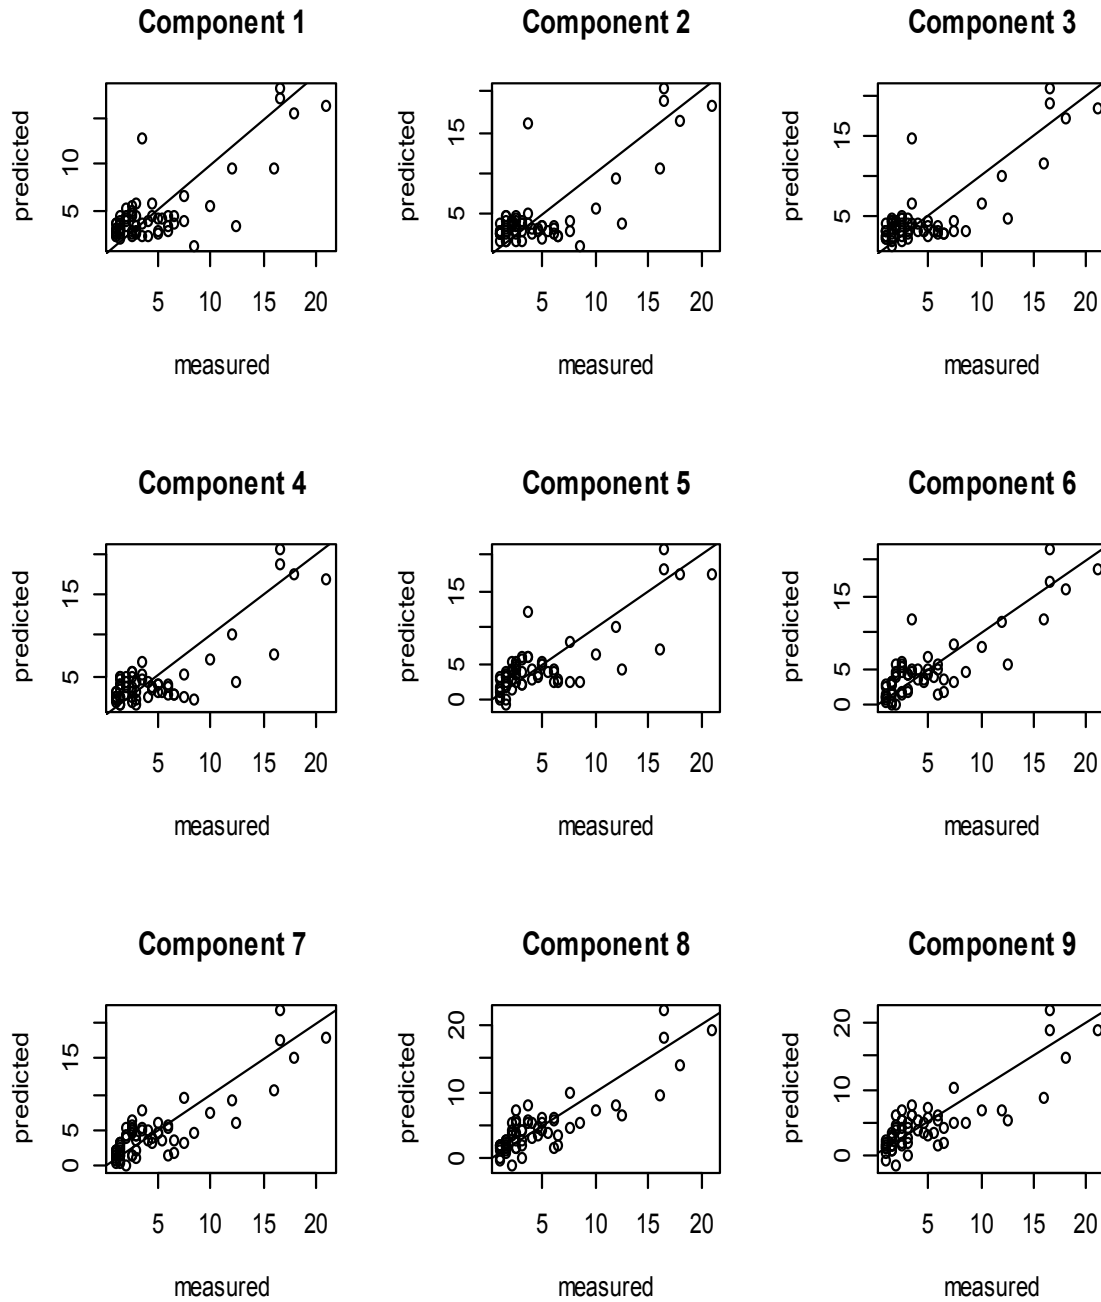 Component 1 Component 2 Component 3
predicted predicted predicted
10 15 15
5 5 5
5 10 15 20 5 10 15 20 5 10 15 20
measured measured measured
Component 4 Component 5 Component 6
predicted predicted predicted
15 15 15
5 5 5
0 0
5 10 15 20 5 10 15 20 5 10 15 20
measured measured measured
Component 7 Component 8 Component 9
predicted predicted predicted
15 20 20
5 10 10
0 0 0
5 10 15 20 5 10 15 20 5 10 15 20
measured measured measured